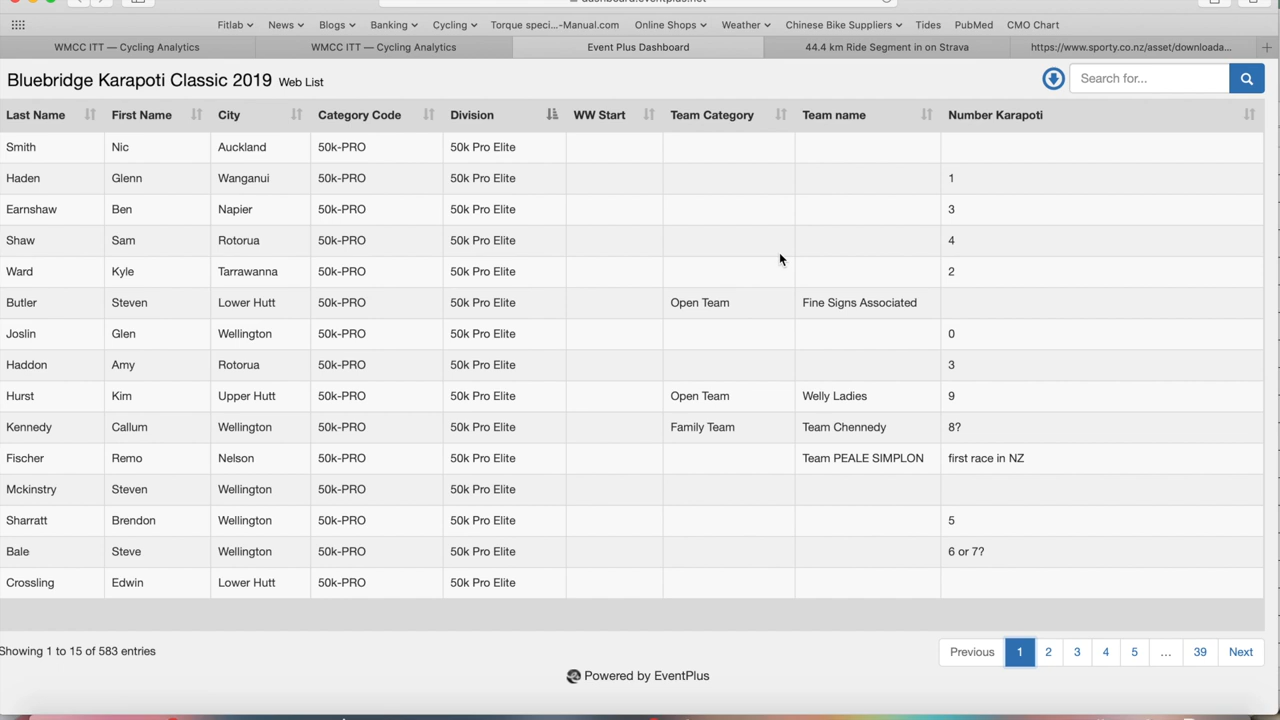 dashboard.eventplus.net
Fitlab News Blogs Banking Cycling Torque speci...-Manual.com Online Shops Weather Chinese Bike Suppliers Tides PubMed CMO Chart
WMCC ITT — Cycling Analytics WMCC ITT — Cycling Analytics Event Plus Dashboard 44.4 km Ride Segment in on Strava https://www.sporty.co.nz/asset/downloada...
Bluebridge Karapoti Classic 2019 Web List Search for...
Last Name First Name City Category Code Division WW Start Team Category Team name Number Karapoti
Smith Nic Auckland 50k-PRO 50k Pro Elite
Haden Glenn Wanganui 50k-PRO 50k Pro Elite 1
Earnshaw Ben Napier 50k-PRO 50k Pro Elite 3
Shaw Sam Rotorua 50k-PRO 50k Pro Elite 4
Ward Kyle Tarrawanna 50k-PRO 50k Pro Elite 2
Butler Steven Lower Hutt 50k-PRO 50k Pro Elite Open Team Fine Signs Associated
Joslin Glen Wellington 50k-PRO 50k Pro Elite 0
Haddon Amy Rotorua 50k-PRO 50k Pro Elite 3
Hurst Kim Upper Hutt 50k-PRO 50k Pro Elite Open Team Welly Ladies 9
Kennedy Callum Wellington 50k-PRO 50k Pro Elite Family Team Team Chennedy 8?
Fischer Remo Nelson 50k-PRO 50k Pro Elite Team PEALE SIMPLON first race in NZ
Mckinstry Steven Wellington 50k-PRO 50k Pro Elite
Sharratt Brendon Wellington 50k-PRO 50k Pro Elite 5
Bale Steve Wellington 50k-PRO 50k Pro Elite 6 or 7?
Crossling Edwin Lower Hutt 50k-PRO 50k Pro Elite
Showing 1 to 15 of 583 entries Previous 1 2 3 4 5 ... 39 Next
Powered by EventPlus